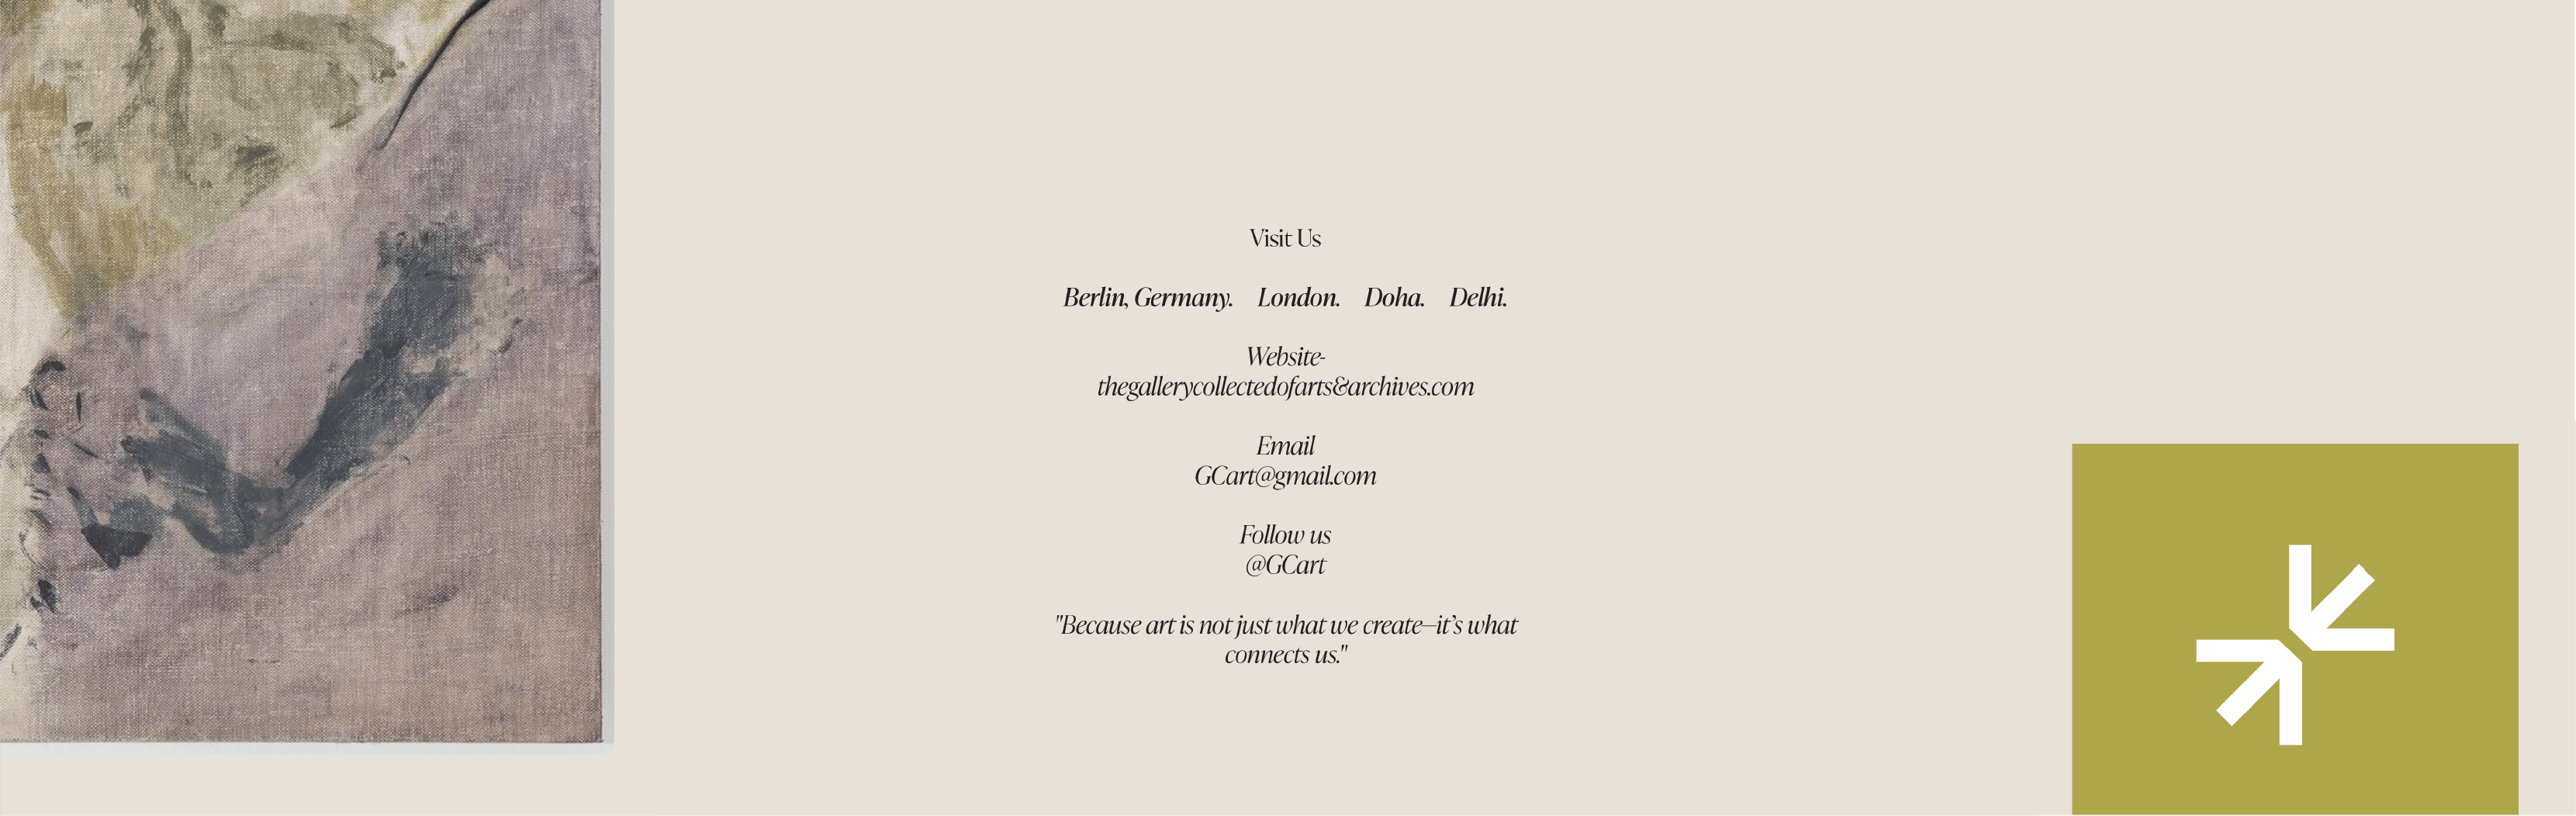 Visit Us
Berlin, Germany. London. Doha. Delhi.
Website-
thegallerycollectedofarts&archives.com
Email
GCart@gmail.com
Follow us
@GCart
"Because art is not just what we create—it’s what
connects us."